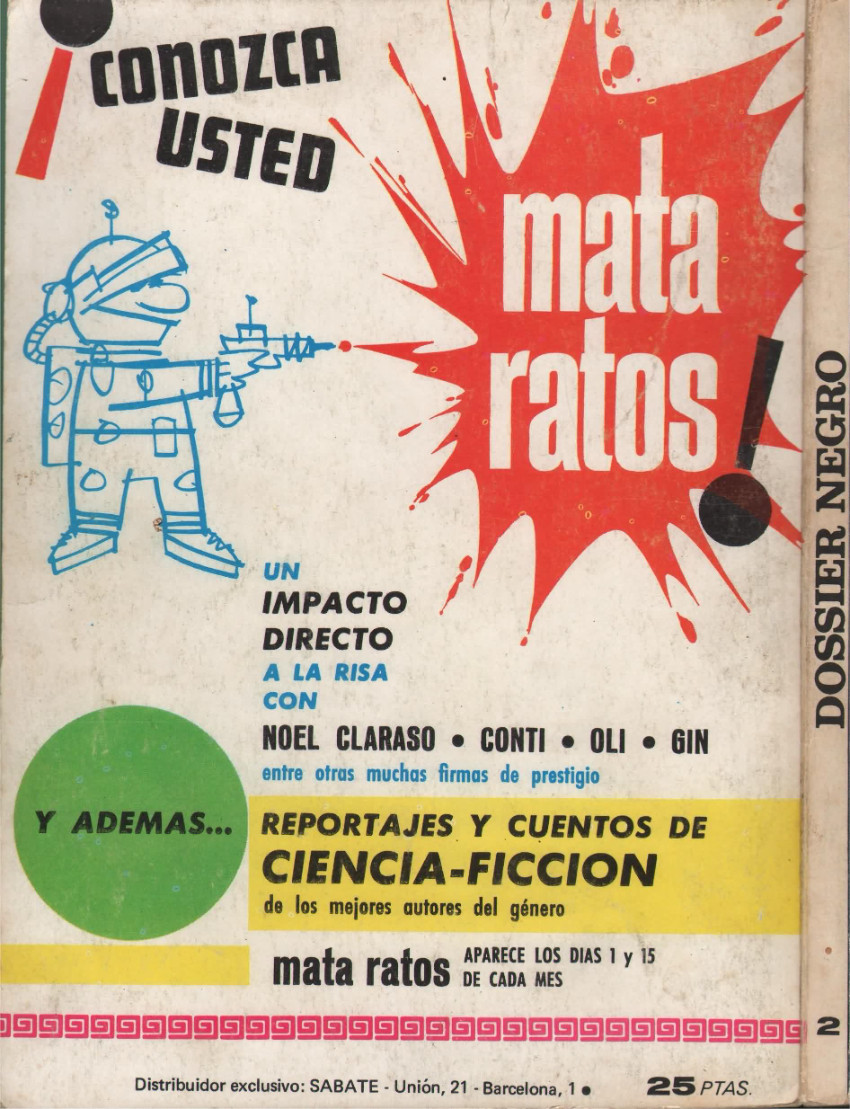 ¡CONOZCA
USTED
mata
ratos!
UN
IMPACTO
DIRECTO
A LA RISA
CON
NOEL CLARASO • CONTI • OLI • GIN
entre otras muchas firmas de prestigio
Y ADEMAS...
REPORTAJES Y CUENTOS DE
CIENCIA-FICCION
de los mejores autores del género
mata ratos APARECE LOS DIAS 1 y 15
DE CADA MES
Distribuidor exclusivo: SABATE - Unión, 21 - Barcelona, 1 •
25 PTAS.
DOSSIER NEGRO
2